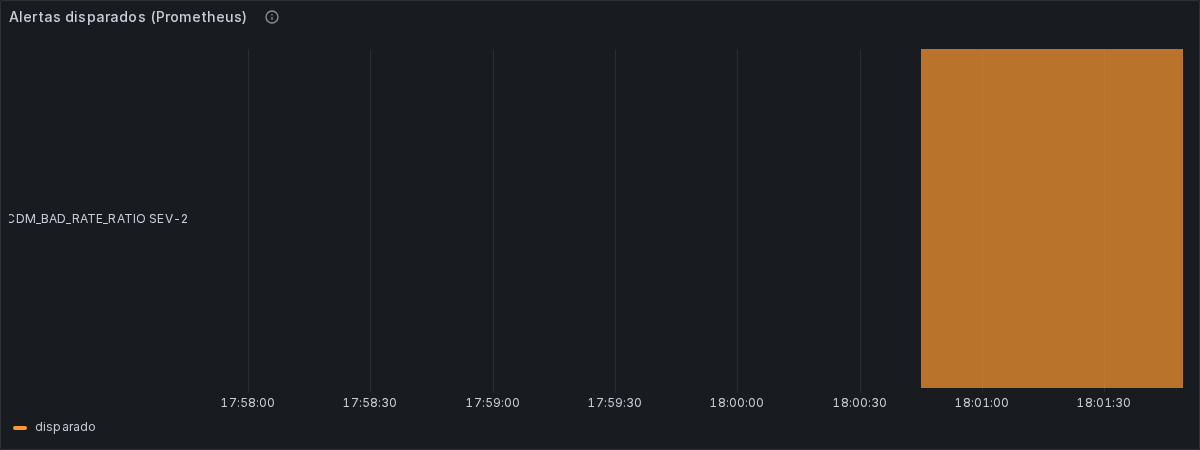 Alertas disparados (Prometheus)
CDM_BAD_RATE_RATIO SEV-2
17:58:00 17:58:30 17:59:00 17:59:30 18:00:00 18:00:30 18:01:00 18:01:30
disparado